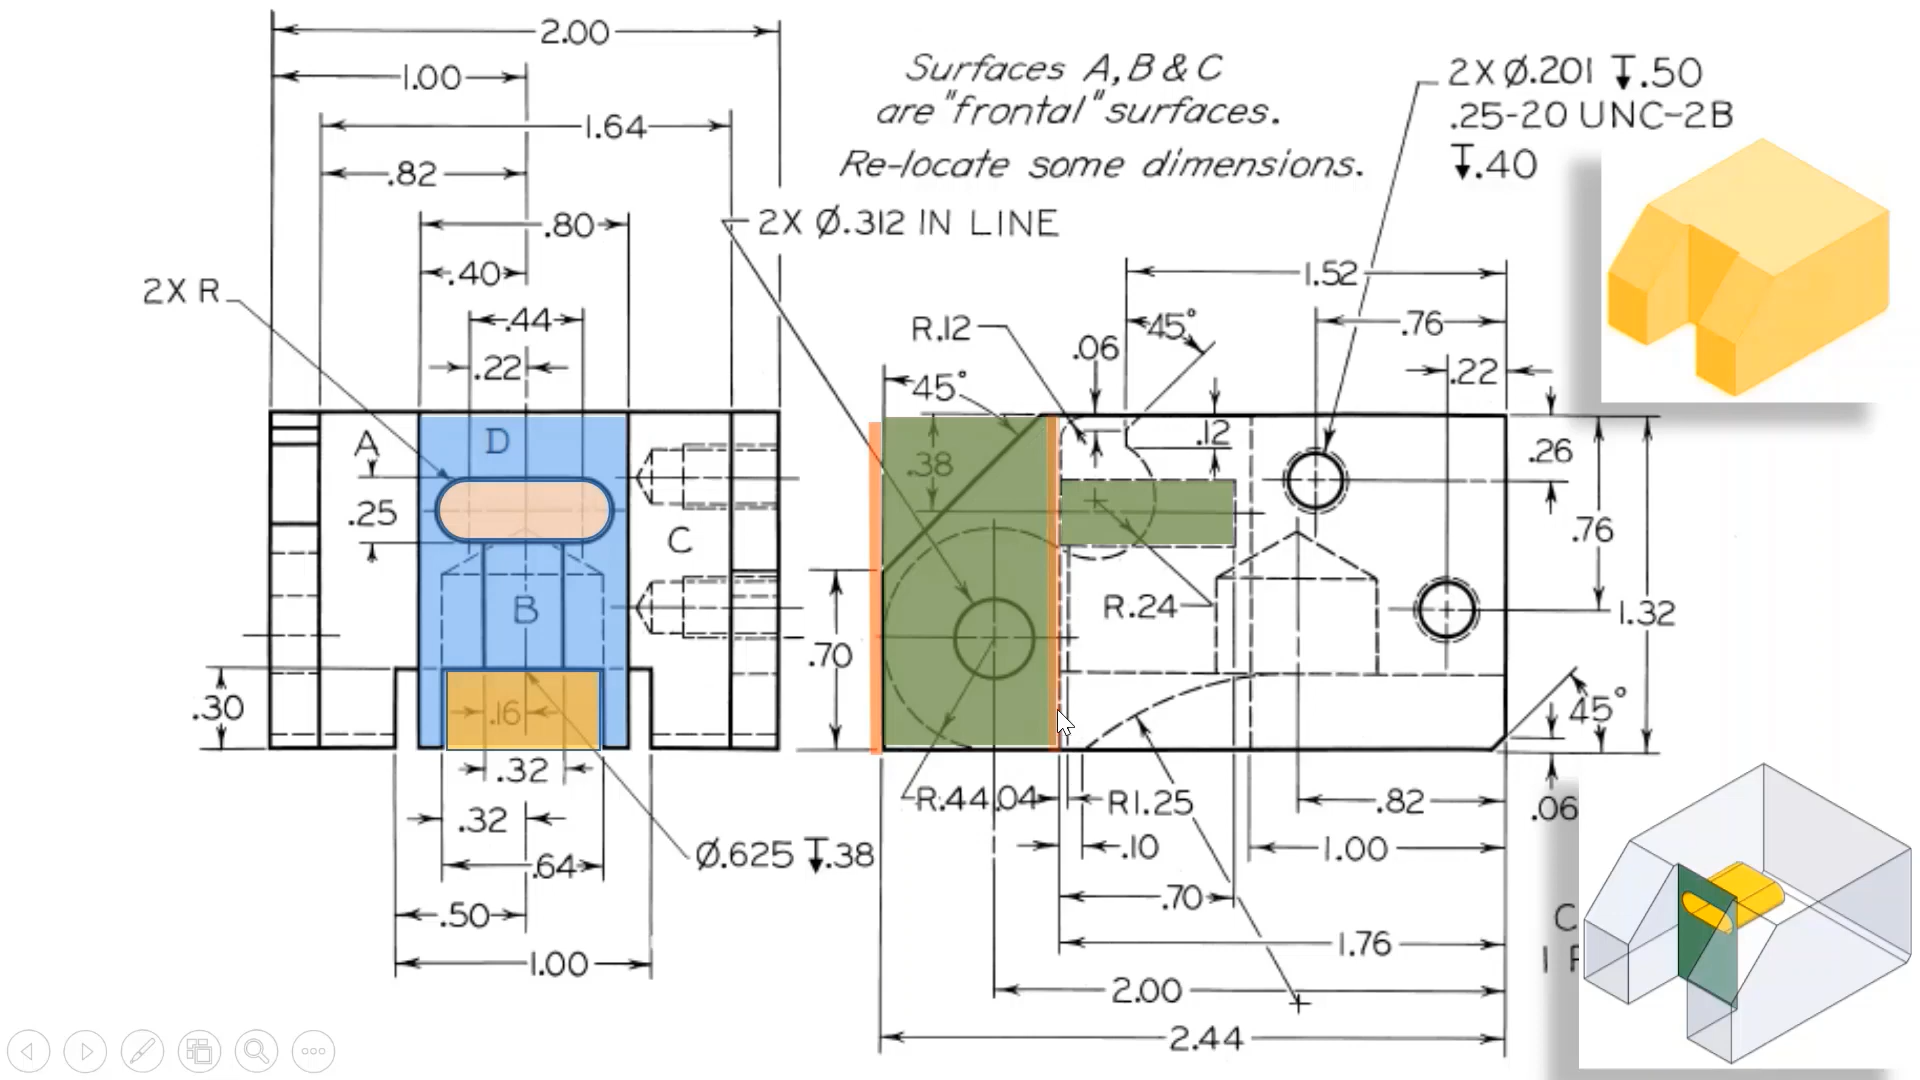 2.00
1.00
1.64
.82
.80
.40
2X R
.44
.22
A
D
.25
C
B
.30
.16
.32
.32
Ø.625 ↧.38
.64
.50
1.00
Surfaces A, B & C
are "frontal" surfaces.
Re-locate some dimensions.
2X Ø.312 IN LINE
2X Ø.201 ↧.50
.25-20 UNC-2B
↧.40
1.52
R.12
.06
45°
.76
.22
45°
.12
.26
.38
.76
R.24
1.32
.70
45°
R.44
.04
R1.25
.82
.06
.10
1.00
.70
1.76
2.00
2.44